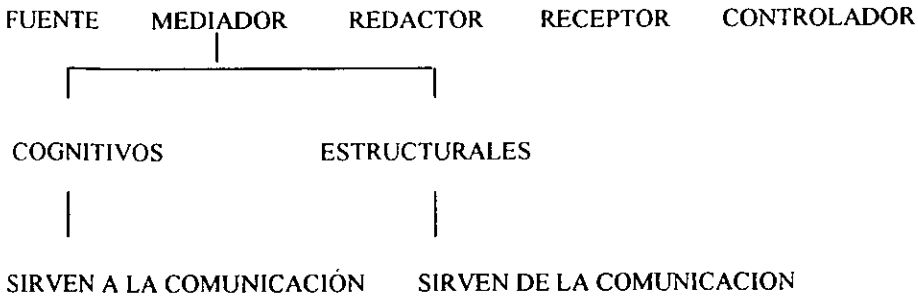 FUENTE MEDIADOR REDACTOR RECEPTOR CONTROLADOR
COGNITIVOS ESTRUCTURALES
SIRVEN A LA COMUNICACIÓN SIRVEN DE LA COMUNICACION